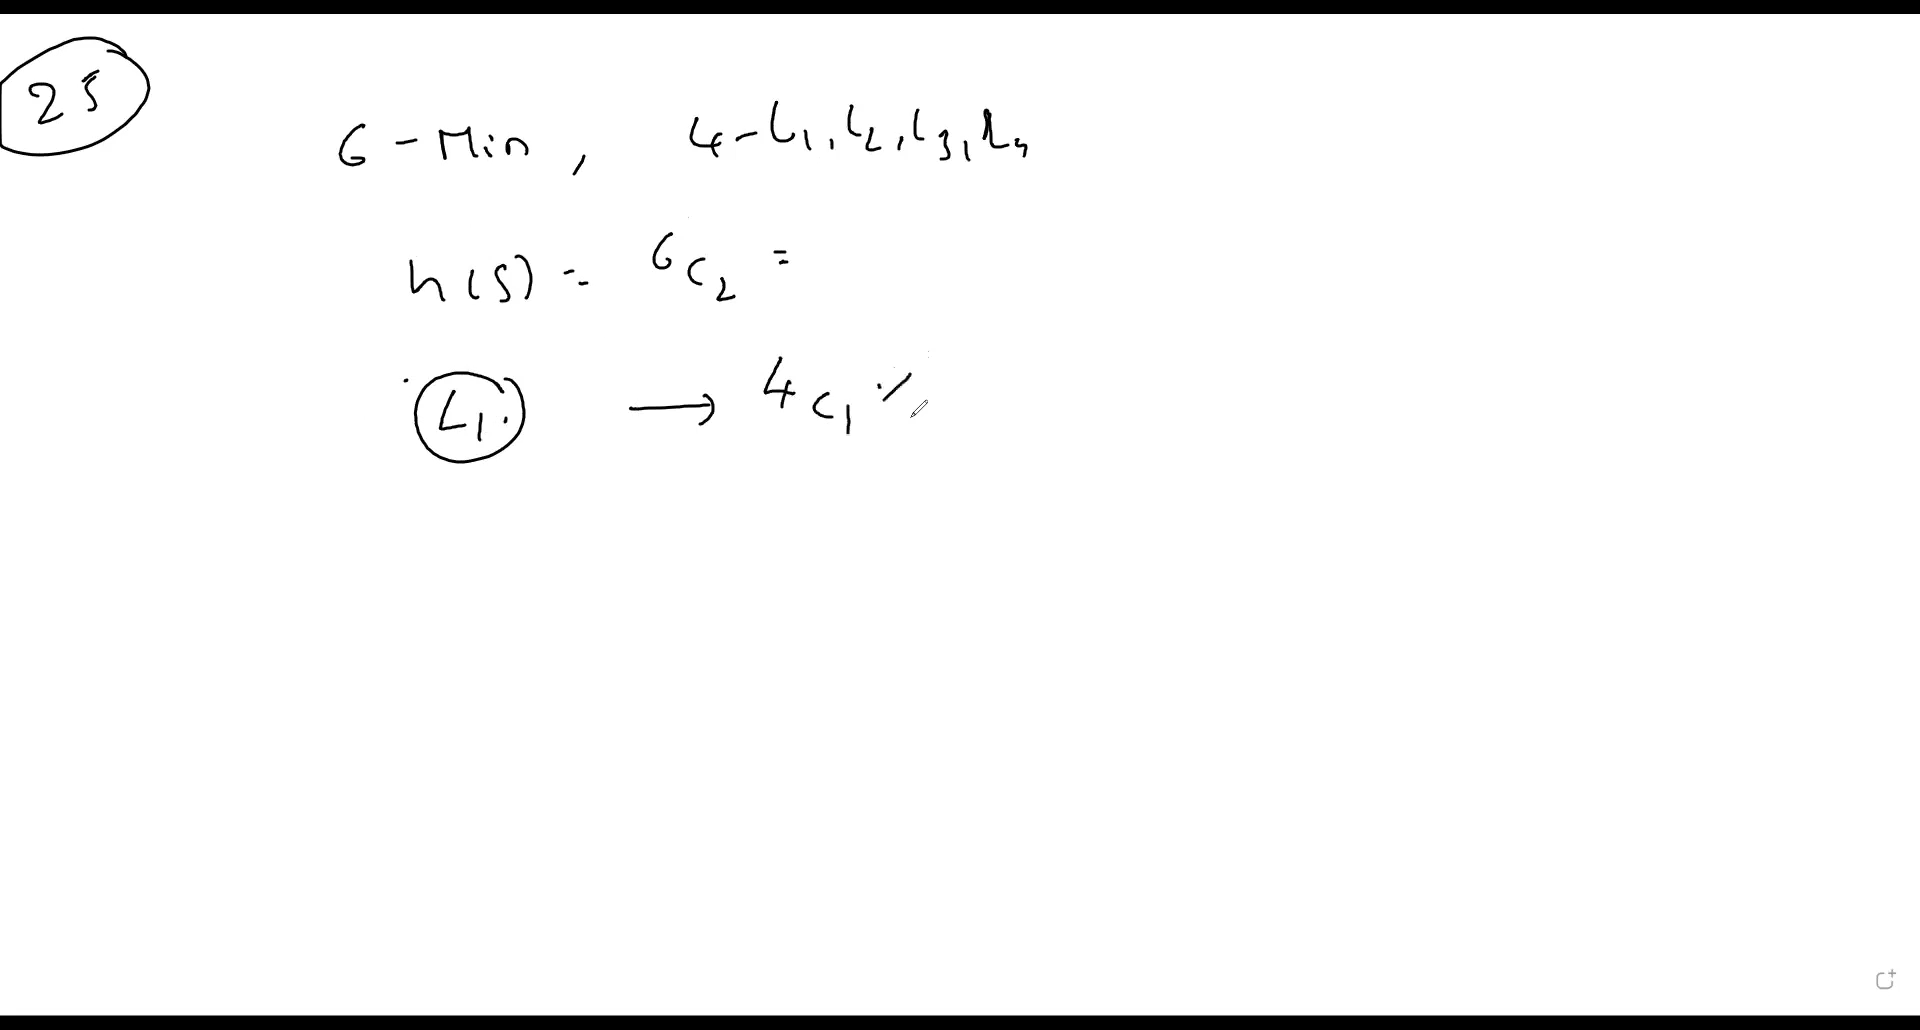 25
6 - Min, 4 - L₁, L₂, L₃, L₄
n(S) = ⁶C₂ =
L₁. → 4C₁